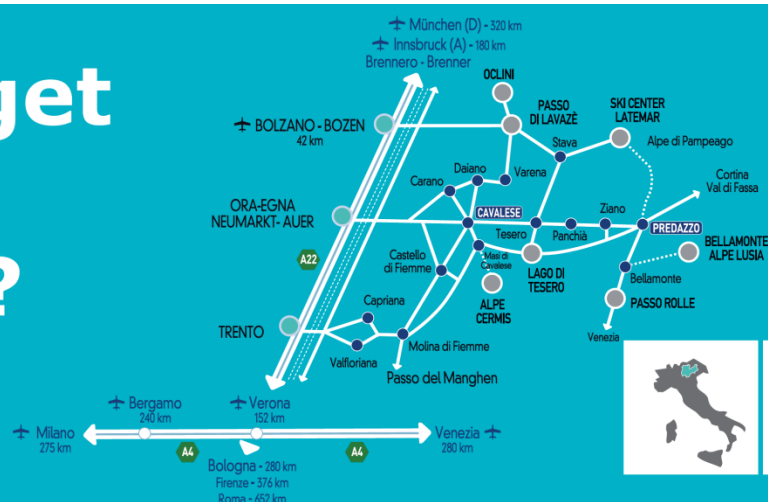 get
?
München (D) - 320 km
Innsbruck (A) - 180 km
Brennero - Brenner
OCLINI
BOLZANO - BOZEN
42 km
PASSO
DI LAVAZÈ
SKI CENTER
LATEMAR
Stava
Alpe di Pampeago
Daiano
Varena
Carano
Cortina
Val di Fassa
ORA-EGNA
NEUMARKT- AUER
CAVALESE
Ziano
Tesero
Panchià
PREDAZZO
A22
Castello
di Fiemme
Masi di
Cavalese
LAGO DI
TESERO
BELLAMONTE
ALPE LUSIA
Bellamonte
ALPE
CERMIS
PASSO ROLLE
Capriana
TRENTO
Valfloriana
Molina di Fiemme
Venezia
Passo del Manghen
Bergamo
240 km
Verona
152 km
Milano
275 km
Venezia
280 km
A4
A4
Bologna - 280 km
Firenze - 376 km
Roma - 652 km